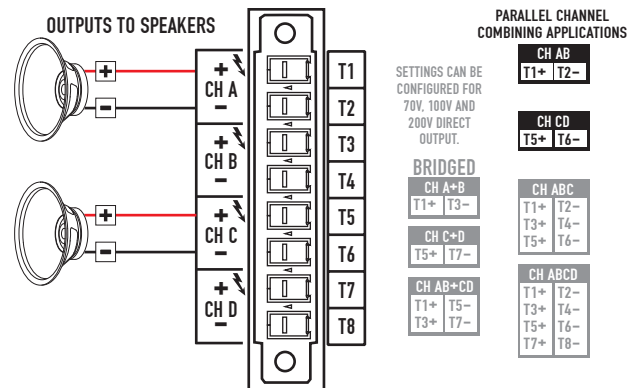 OUTPUTS TO SPEAKERS
+
-
+
CH A
-
+
CH B
-
+
-
+
CH C
-
+
CH D
-
T1
T2
T3
T4
T5
T6
T7
T8
SETTINGS CAN BE
CONFIGURED FOR
70V, 100V AND
200V DIRECT
OUTPUT.
BRIDGED
CH A+B
T1+ T3-
CH C+D
T5+ T7-
CH AB+CD
T1+ T5-
T3+ T7-
PARALLEL CHANNEL
COMBINING APPLICATIONS
CH AB
T1+ T2-
CH CD
T5+ T6-
CH ABC
T1+ T2-
T3+ T4-
T5+ T6-
CH ABCD
T1+ T2-
T3+ T4-
T5+ T6-
T7+ T8-